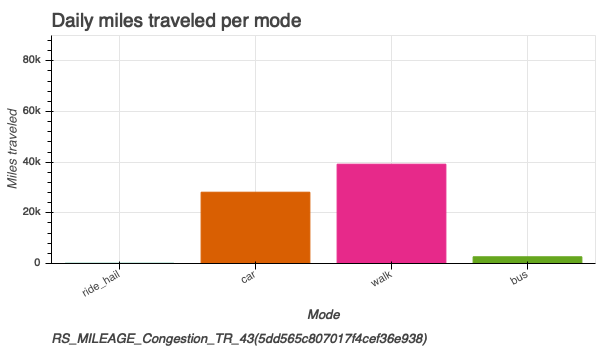 Daily miles traveled per mode
80k
60k
40k
20k
0
Miles traveled
ride_hail
car
walk
bus
Mode
RS_MILEAGE_Congestion_TR_43(5dd565c807017f4cef36e938)